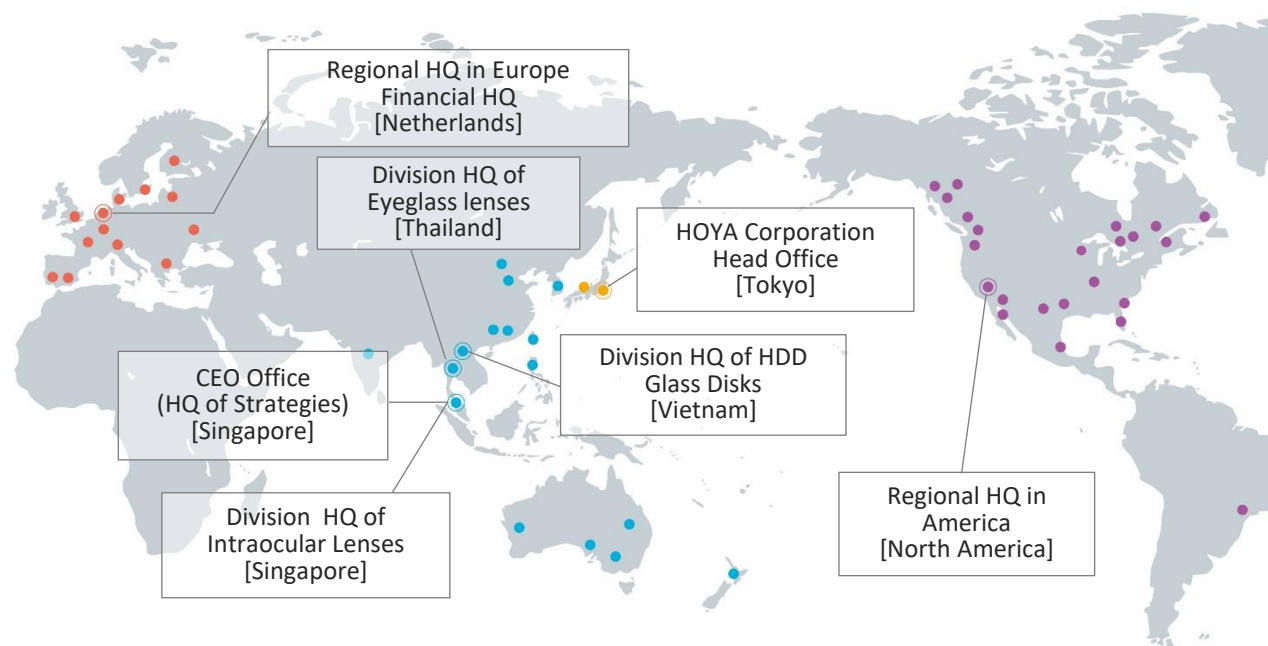 Regional HQ in Europe
Financial HQ
[Netherlands]
Division HQ of
Eyeglass lenses
[Thailand]
HOYA Corporation
Head Office
[Tokyo]
CEO Office
(HQ of Strategies)
[Singapore]
Division HQ of HDD
Glass Disks
[Vietnam]
Division  HQ of
Intraocular Lenses
[Singapore]
Regional HQ in
America
[North America]